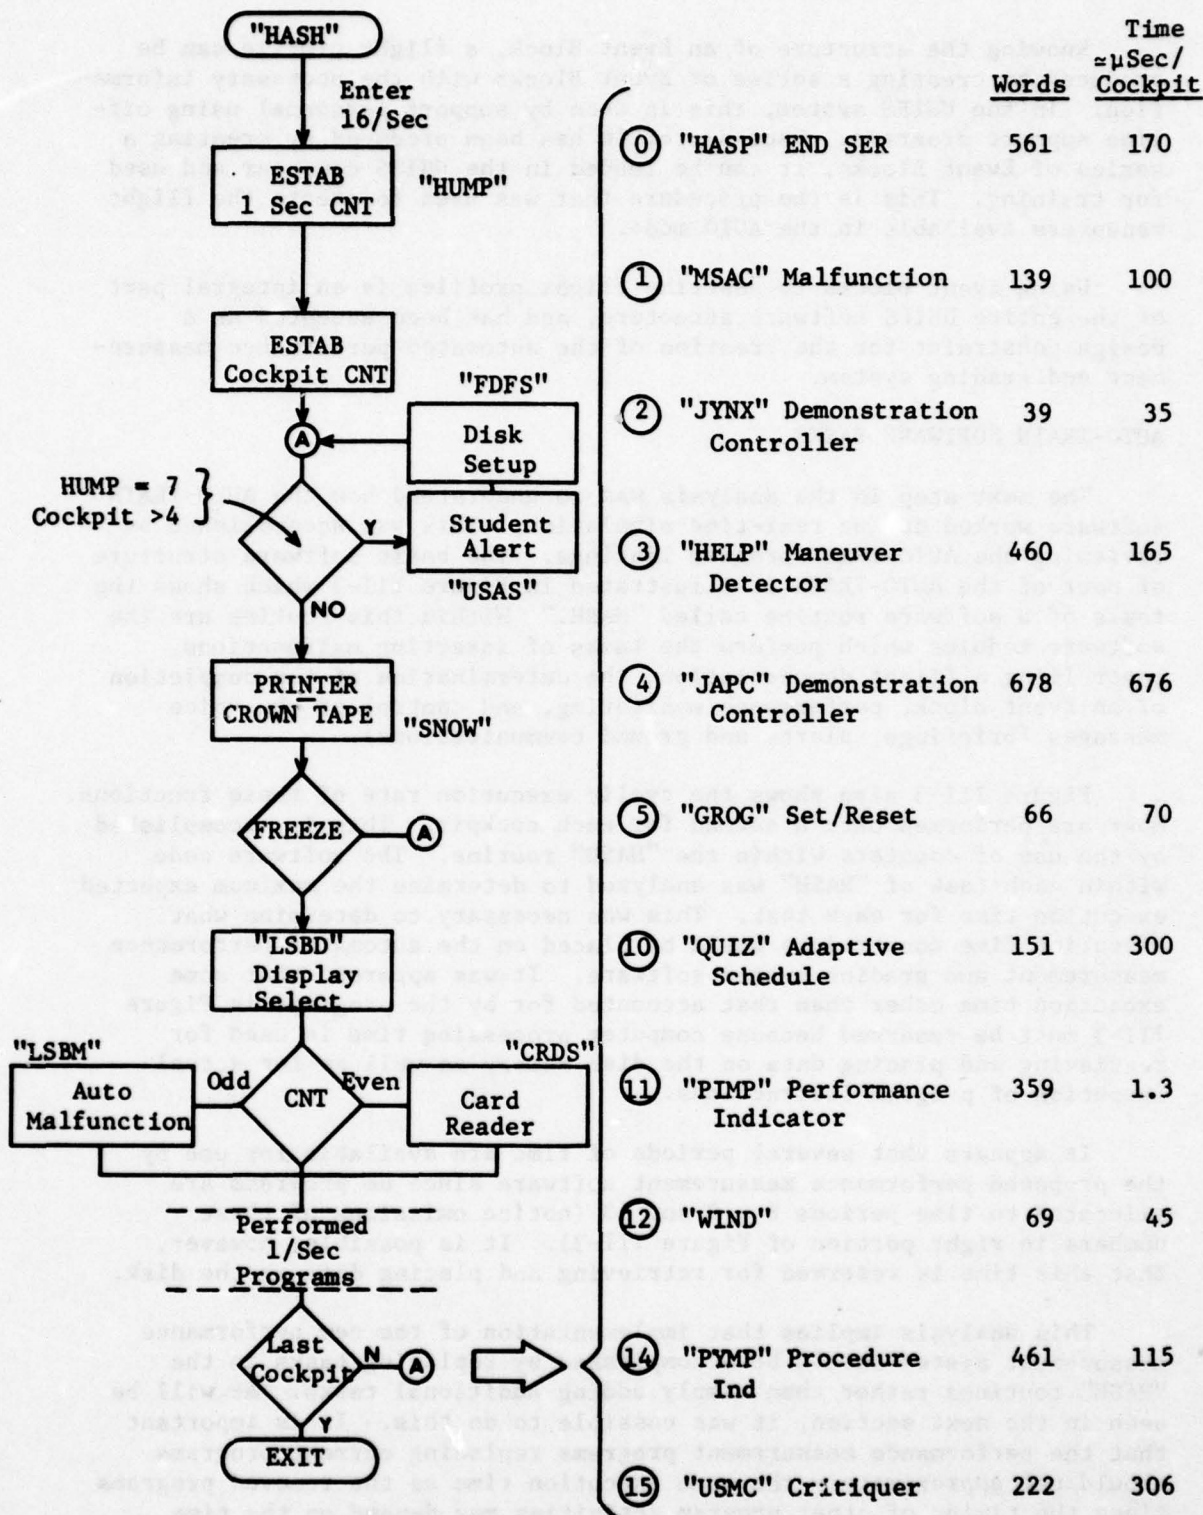 "HASH"
Enter
16/Sec
ESTAB
1 Sec CNT
"HUMP"
ESTAB
Cockpit CNT
"FDFS"
A
Disk
Setup
HUMP = 7
Cockpit >4
Y
Student
Alert
"USAS"
NO
PRINTER
CROWN TAPE
"SNOW"
FREEZE
A
"LSBD"
Display
Select
"LSBM"
"CRDS"
Auto
Malfunction
Odd
CNT
Even
Card
Reader
Performed
1/Sec
Programs
Last
Cockpit
N
A
Y
EXIT
Time
≃μSec/
Words Cockpit
0 "HASP" END SER 561 170
1 "MSAC" Malfunction 139 100
2 "JYNX" Demonstration 39 35
Controller
3 "HELP" Maneuver 460 165
Detector
4 "JAPC" Demonstration 678 676
Controller
5 "GROG" Set/Reset 66 70
10 "QUIZ" Adaptive 151 300
Schedule
11 "PIMP" Performance 359 1.3
Indicator
12 "WIND" 69 45
14 "PYMP" Procedure 461 115
Ind
15 "USMC" Critiquer 222 306